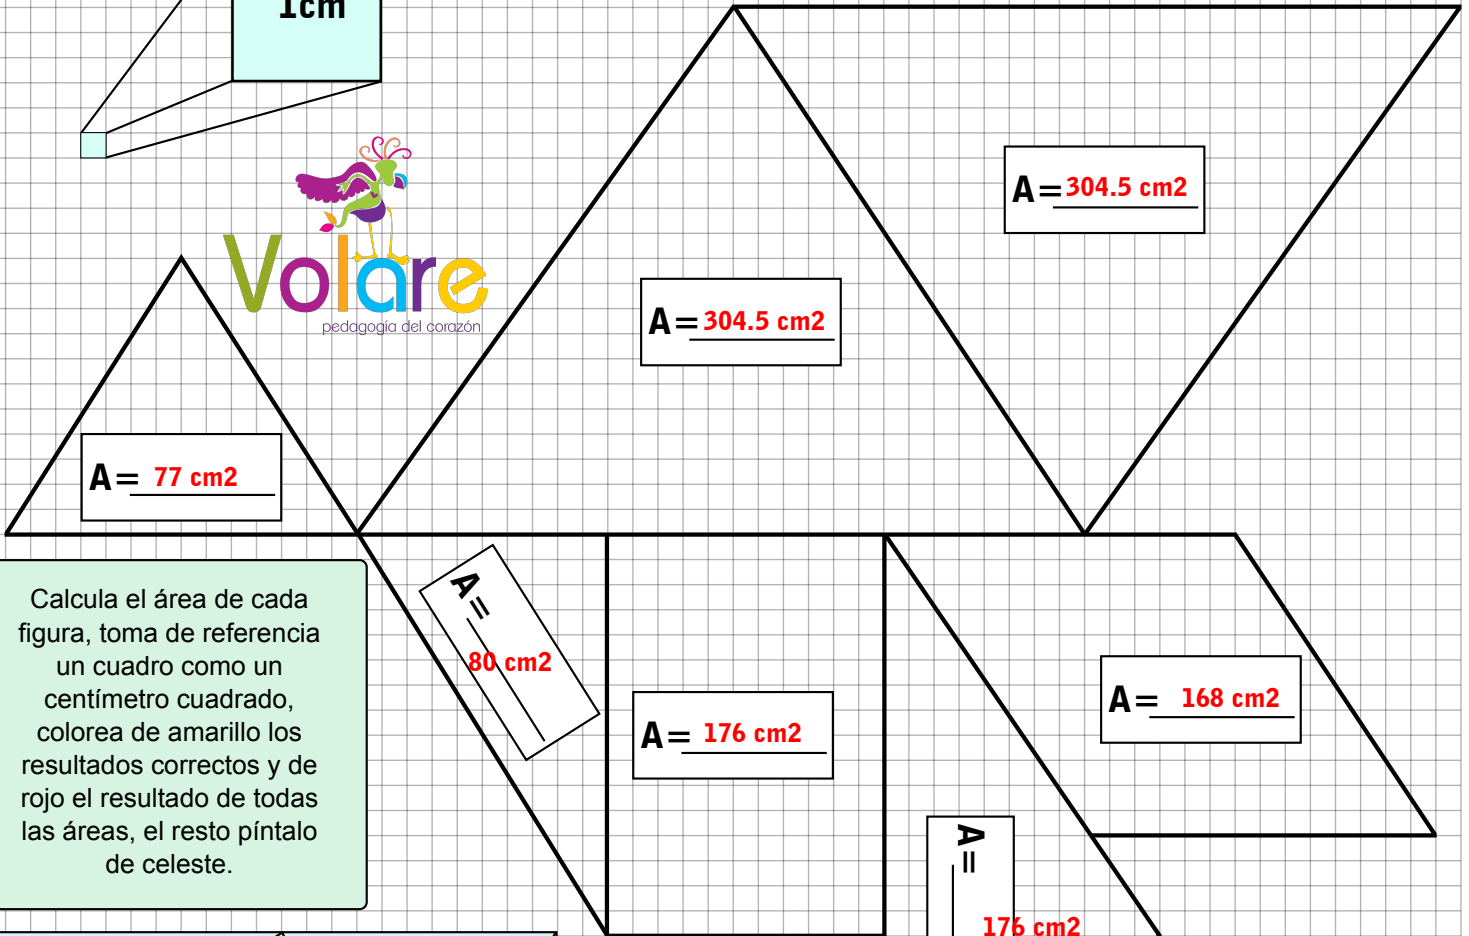 1cm
A= 304.5 cm2
Volare
pedagogía del corazón
A= 304.5 cm2
A= 77 cm2
Calcula el área de cada
figura, toma de referencia
un cuadro como un
centímetro cuadrado,
colorea de amarillo los
resultados correctos y de
rojo el resultado de todas
las áreas, el resto píntalo
de celeste.
A= 80 cm2
A= 176 cm2
A= 168 cm2
A= 176 cm2